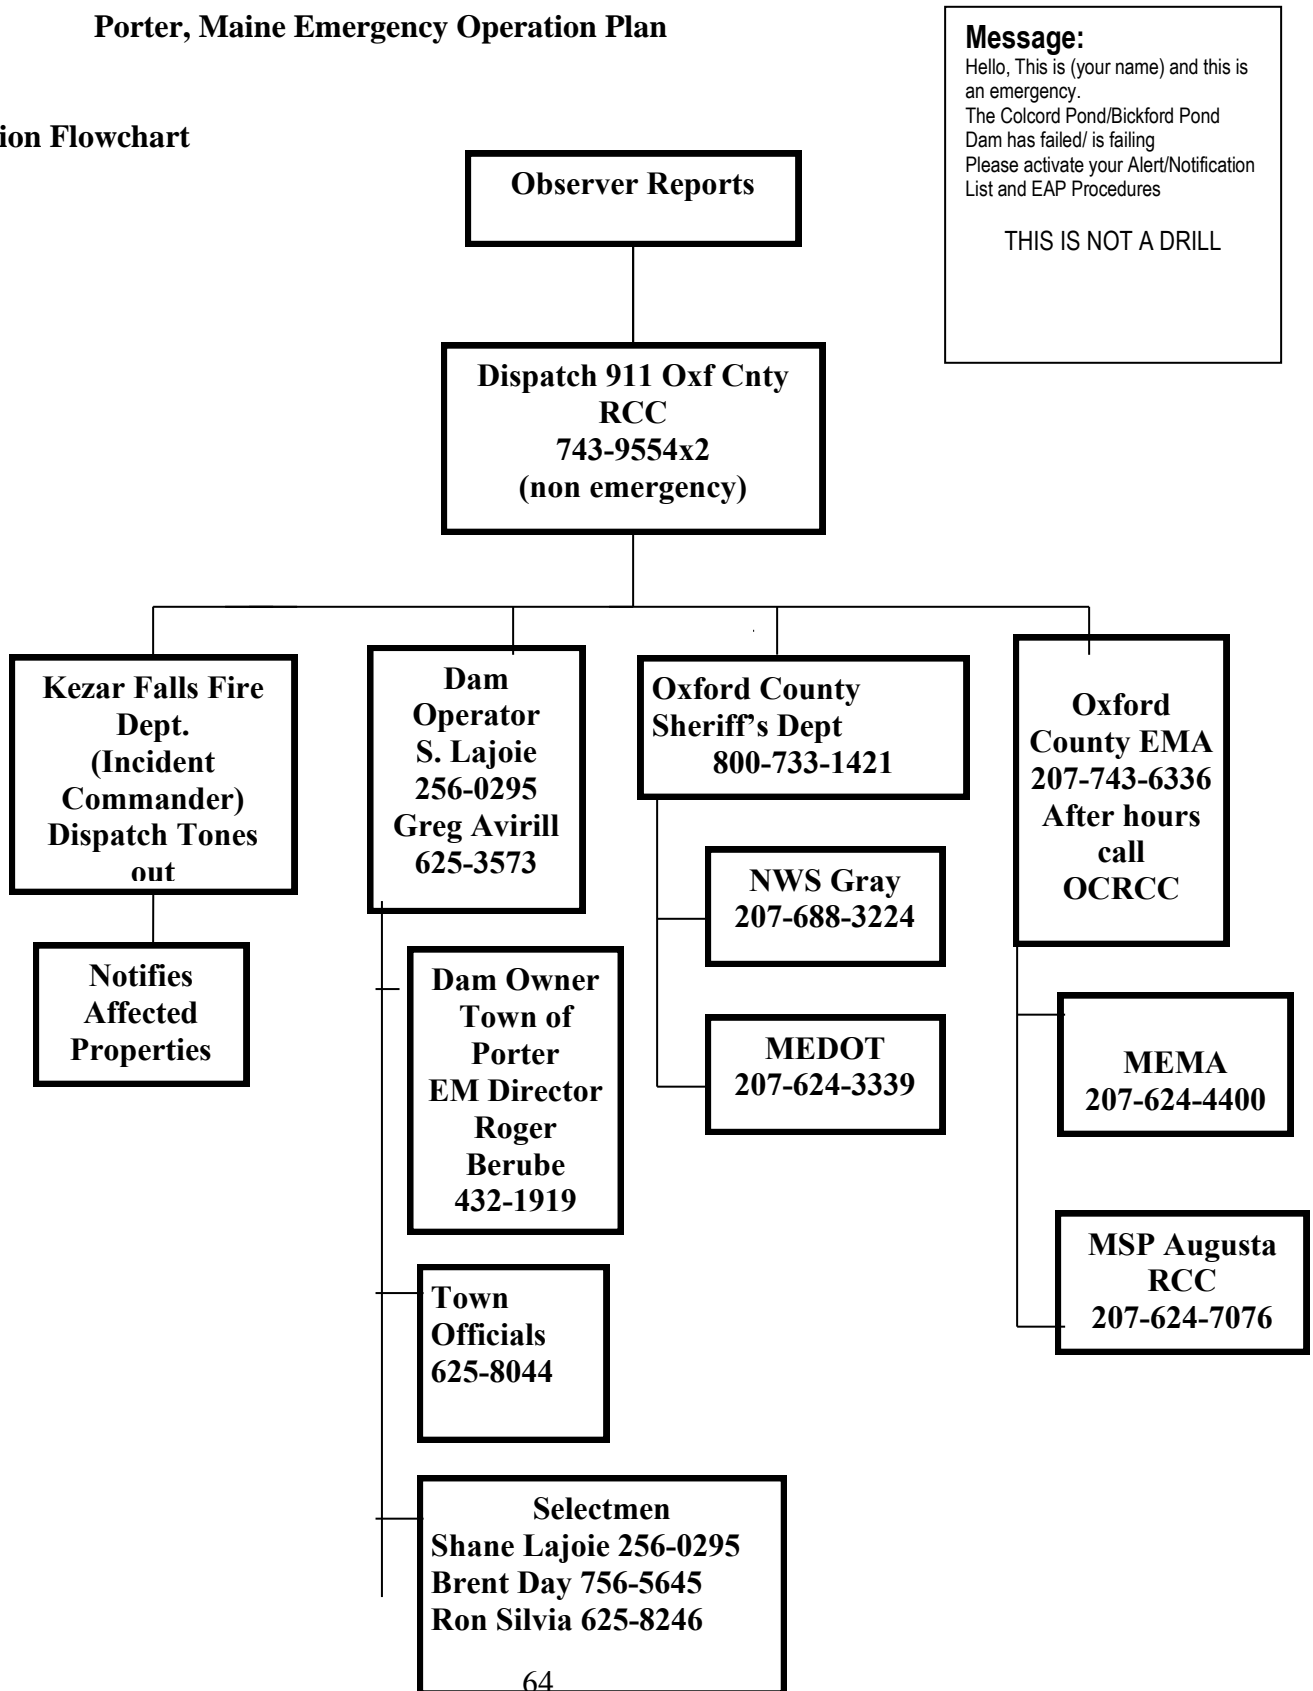 Porter, Maine Emergency Operation Plan
Message:
Hello, This is (your name) and this is
an emergency.
The Colcord Pond/Bickford Pond
Dam has failed/ is failing
Please activate your Alert/Notification
List and EAP Procedures
THIS IS NOT A DRILL
ion Flowchart
Observer Reports
Dispatch 911 Oxf Cnty
RCC
743-9554x2
(non emergency)
Kezar Falls Fire
Dept.
(Incident
Commander)
Dispatch Tones
out
Notifies
Affected
Properties
Dam
Operator
S. Lajoie
256-0295
Greg Avirill
625-3573
Dam Owner
Town of
Porter
EM Director
Roger
Berube
432-1919
Town
Officials
625-8044
Selectmen
Shane Lajoie 256-0295
Brent Day 756-5645
Ron Silvia 625-8246
Oxford County
Sheriff’s Dept
800-733-1421
NWS Gray
207-688-3224
MEDOT
207-624-3339
Oxford
County EMA
207-743-6336
After hours
call
OCRCC
MEMA
207-624-4400
MSP Augusta
RCC
207-624-7076
64